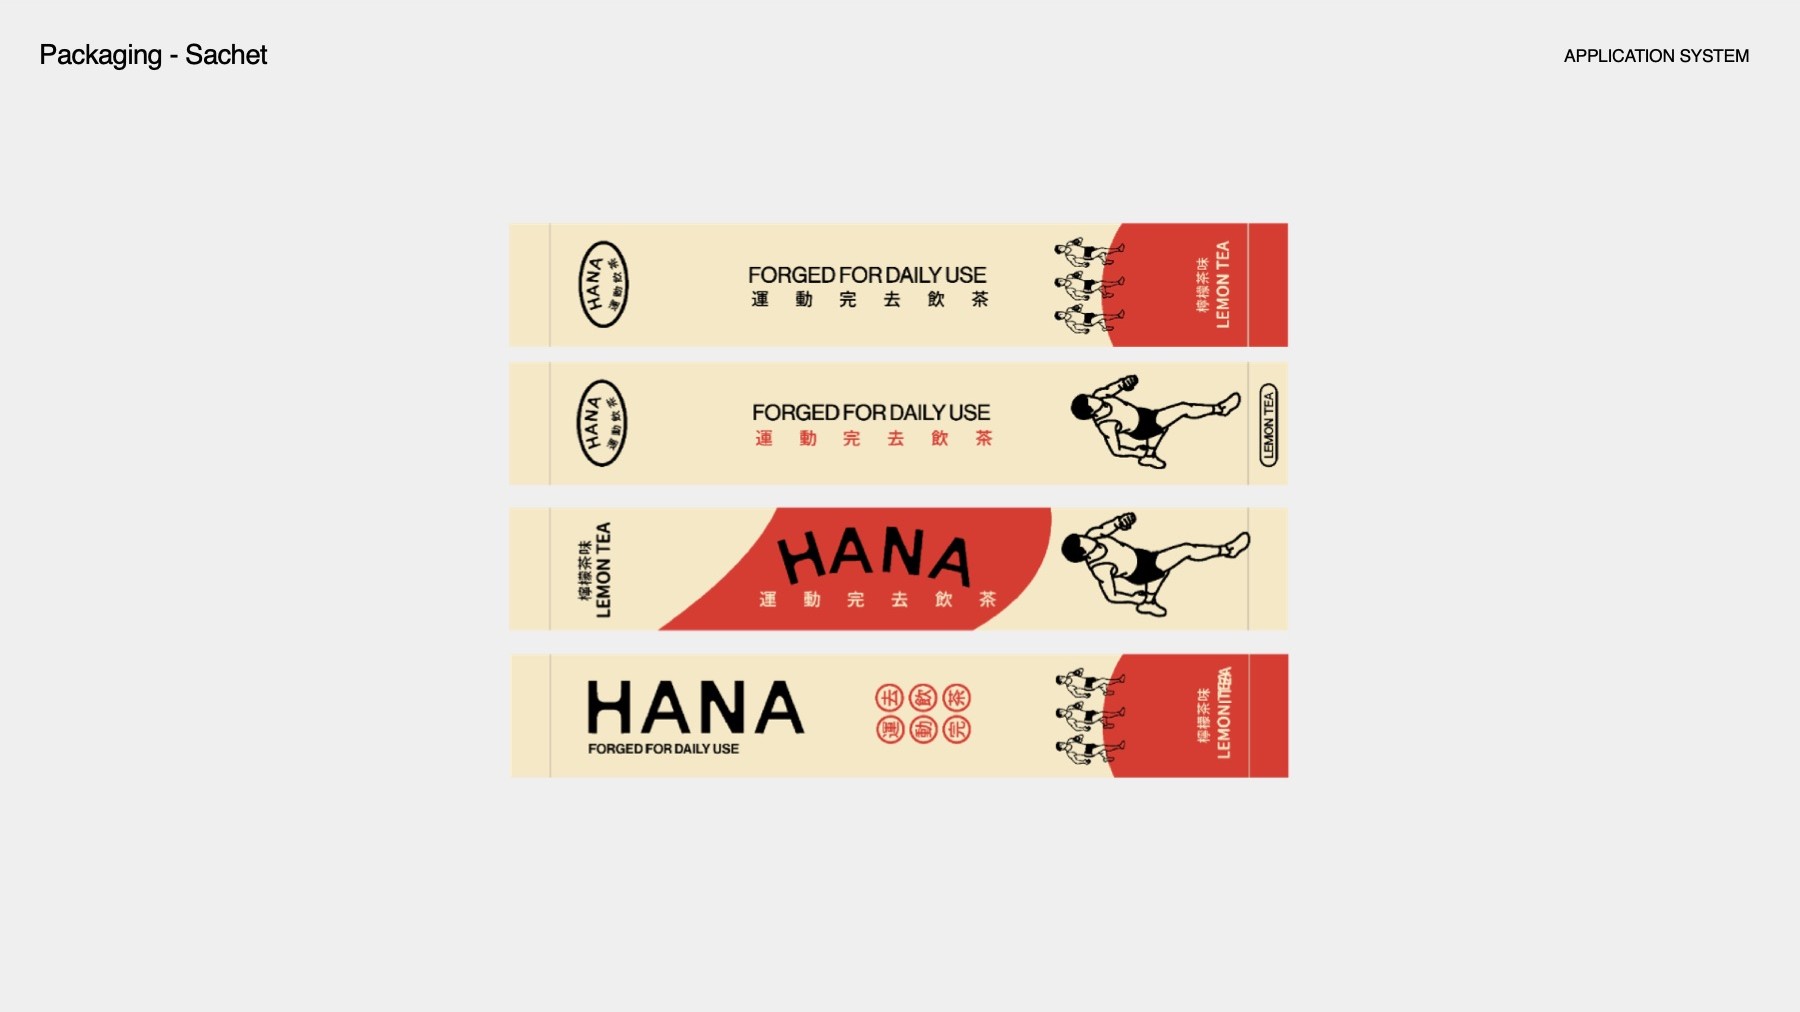 Packaging - Sachet
APPLICATION SYSTEM
HANA
運動飲茶
FORGED FOR DAILY USE
運動完去飲茶
檸檬茶味
LEMON TEA
HANA
運動飲茶
FORGED FOR DAILY USE
運動完去飲茶
LEMON TEA
檸檬茶味
LEMON TEA
HANA
運動完去飲茶
HANA
FORGED FOR DAILY USE
去飲茶
運動完
檸檬茶味